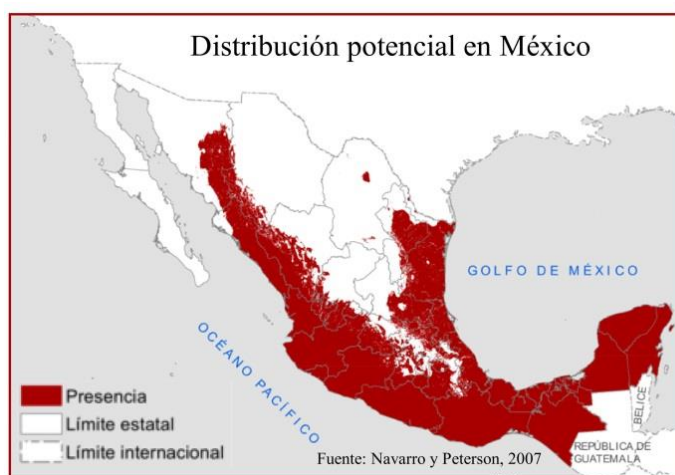 Distribución potencial en México
GOLFO DE MÉXICO
OCÉANO PACÍFICO
BELICE
REPÚBLICA DE
GUATEMALA
Presencia
Límite estatal
Límite internacional
Fuente: Navarro y Peterson, 2007